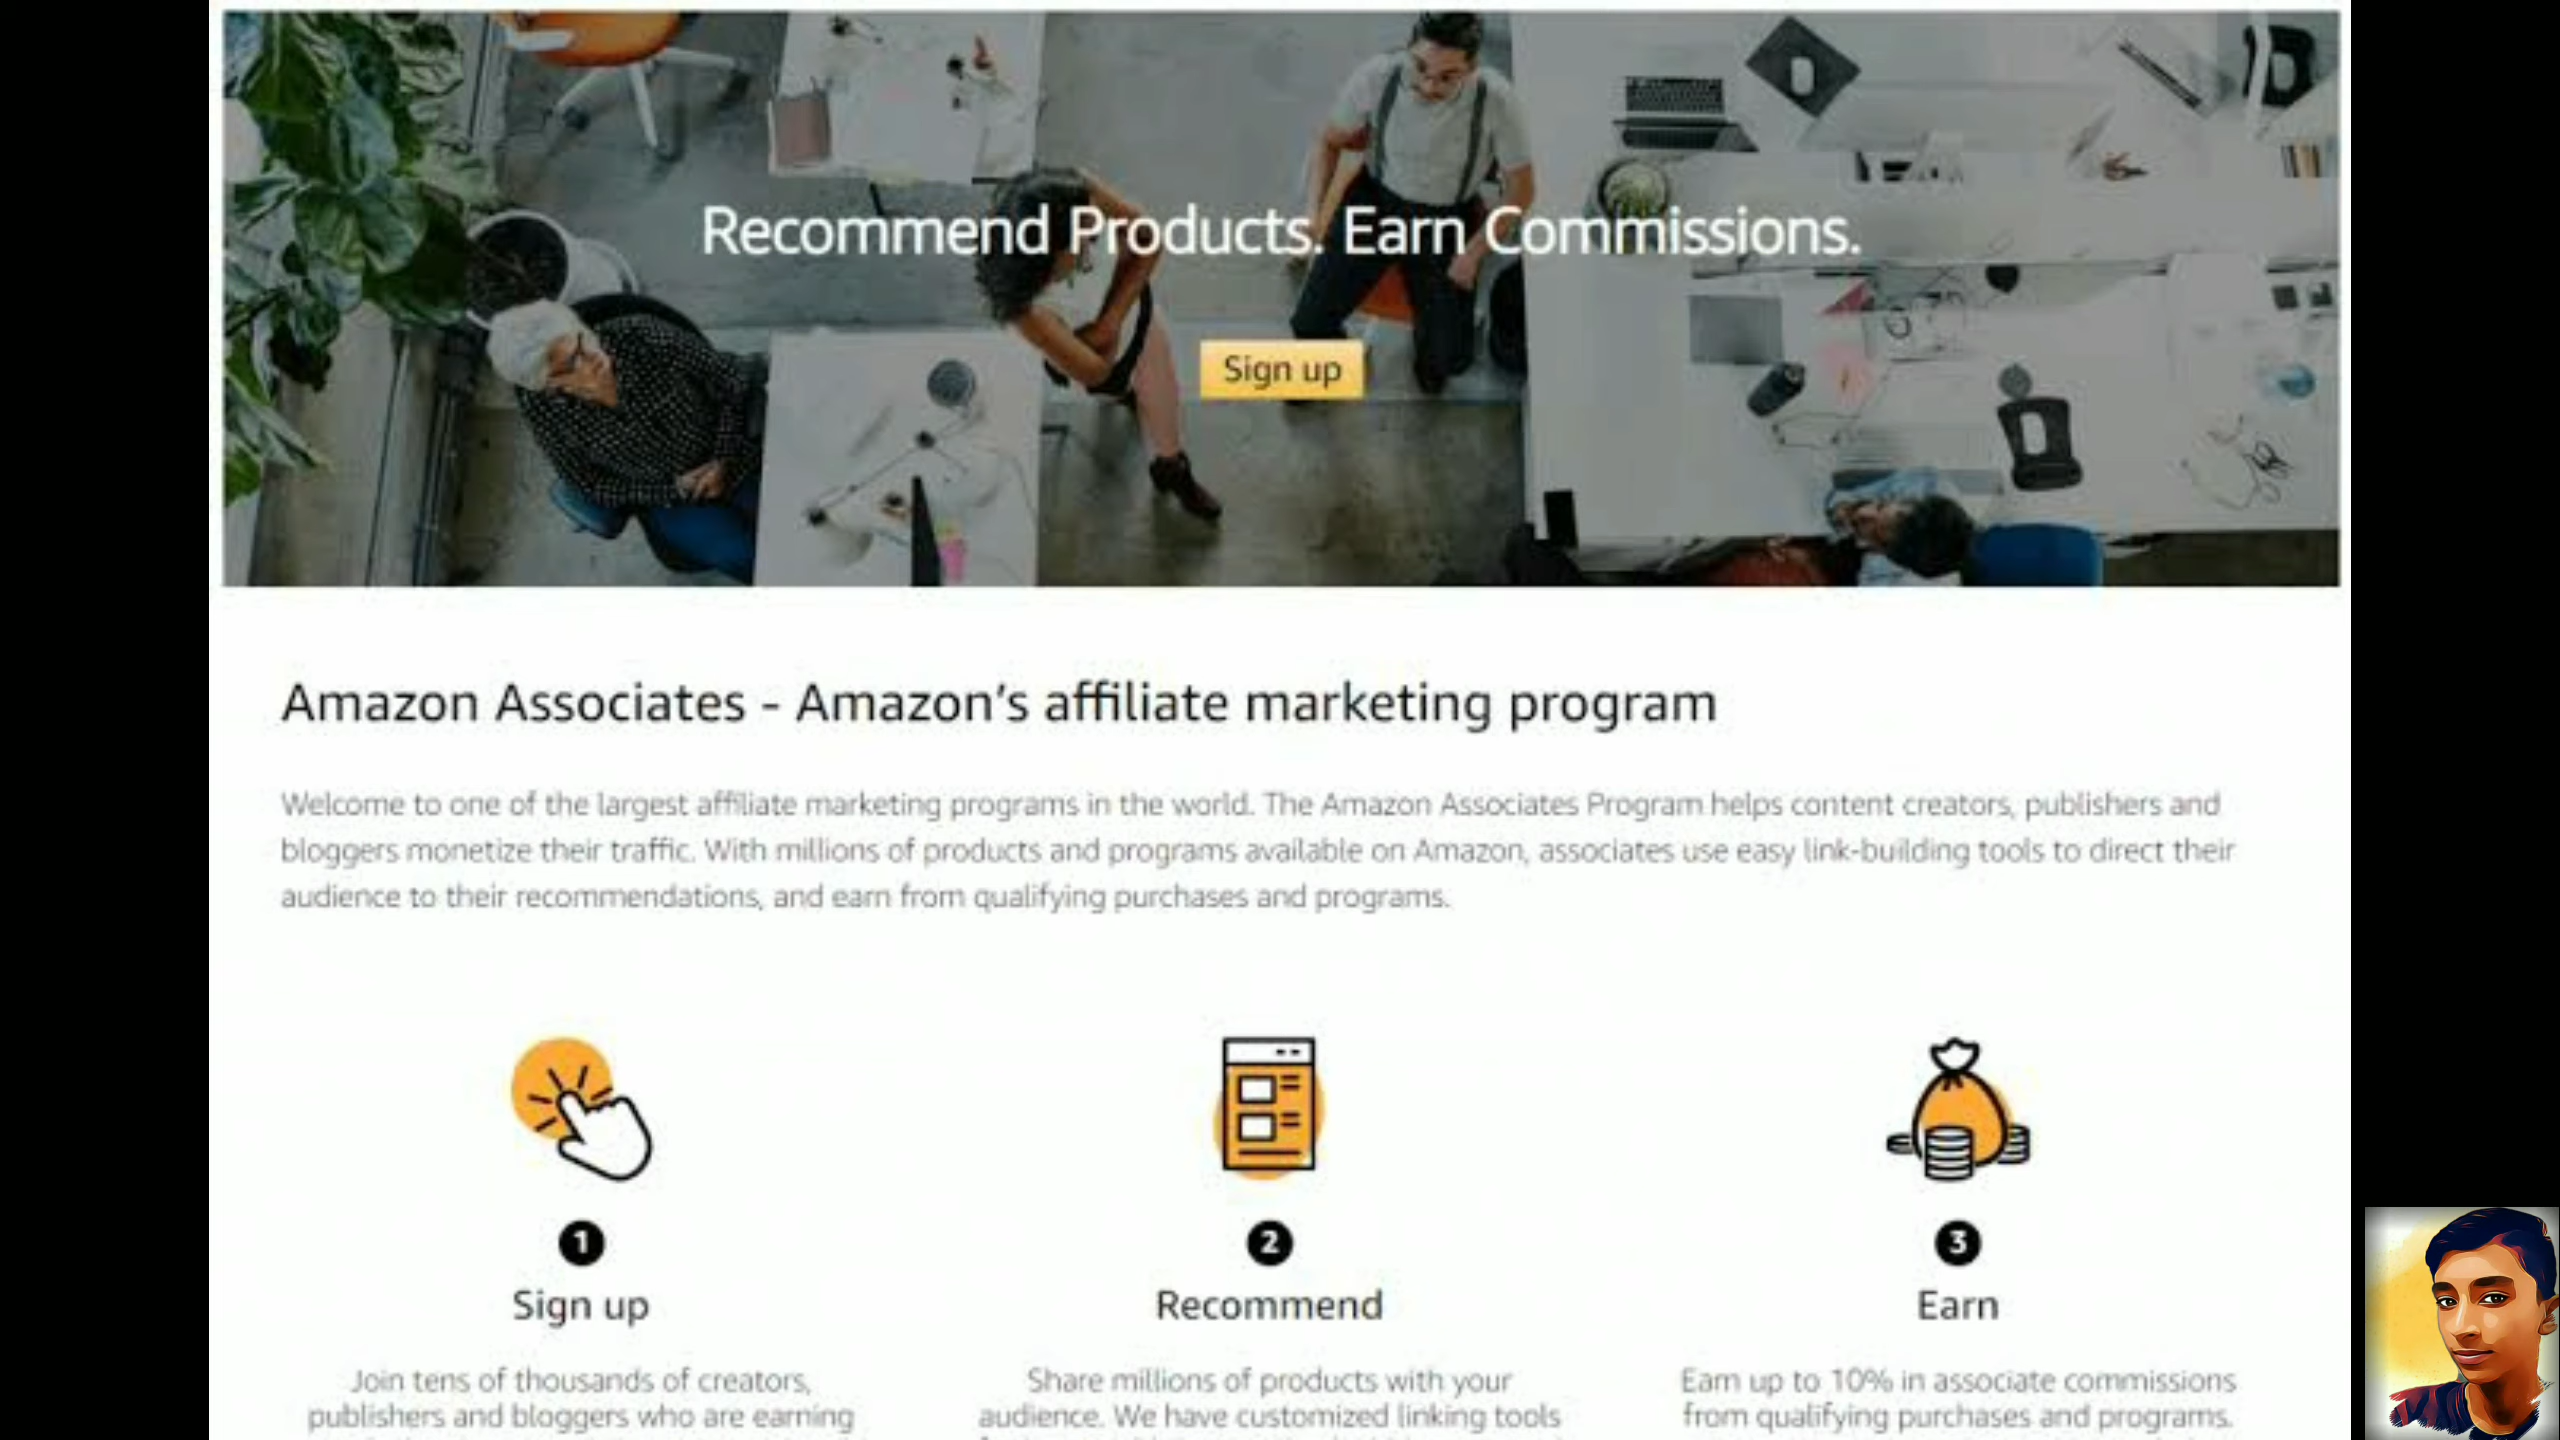 Recommend Products. Earn Commissions.
Sign up
Amazon Associates - Amazon's affiliate marketing program
Welcome to one of the largest affiliate marketing programs in the world. The Amazon Associates Program helps content creators, publishers and
bloggers monetize their traffic. With millions of products and programs available on Amazon, associates use easy link-building tools to direct their
audience to their recommendations, and earn from qualifying purchases and programs.
1
Sign up
Join tens of thousands of creators,
publishers and bloggers who are earning
2
Recommend
Share millions of products with your
audience. We have customized linking tools
3
Earn
Earn up to 10% in associate commissions
from qualifying purchases and programs.